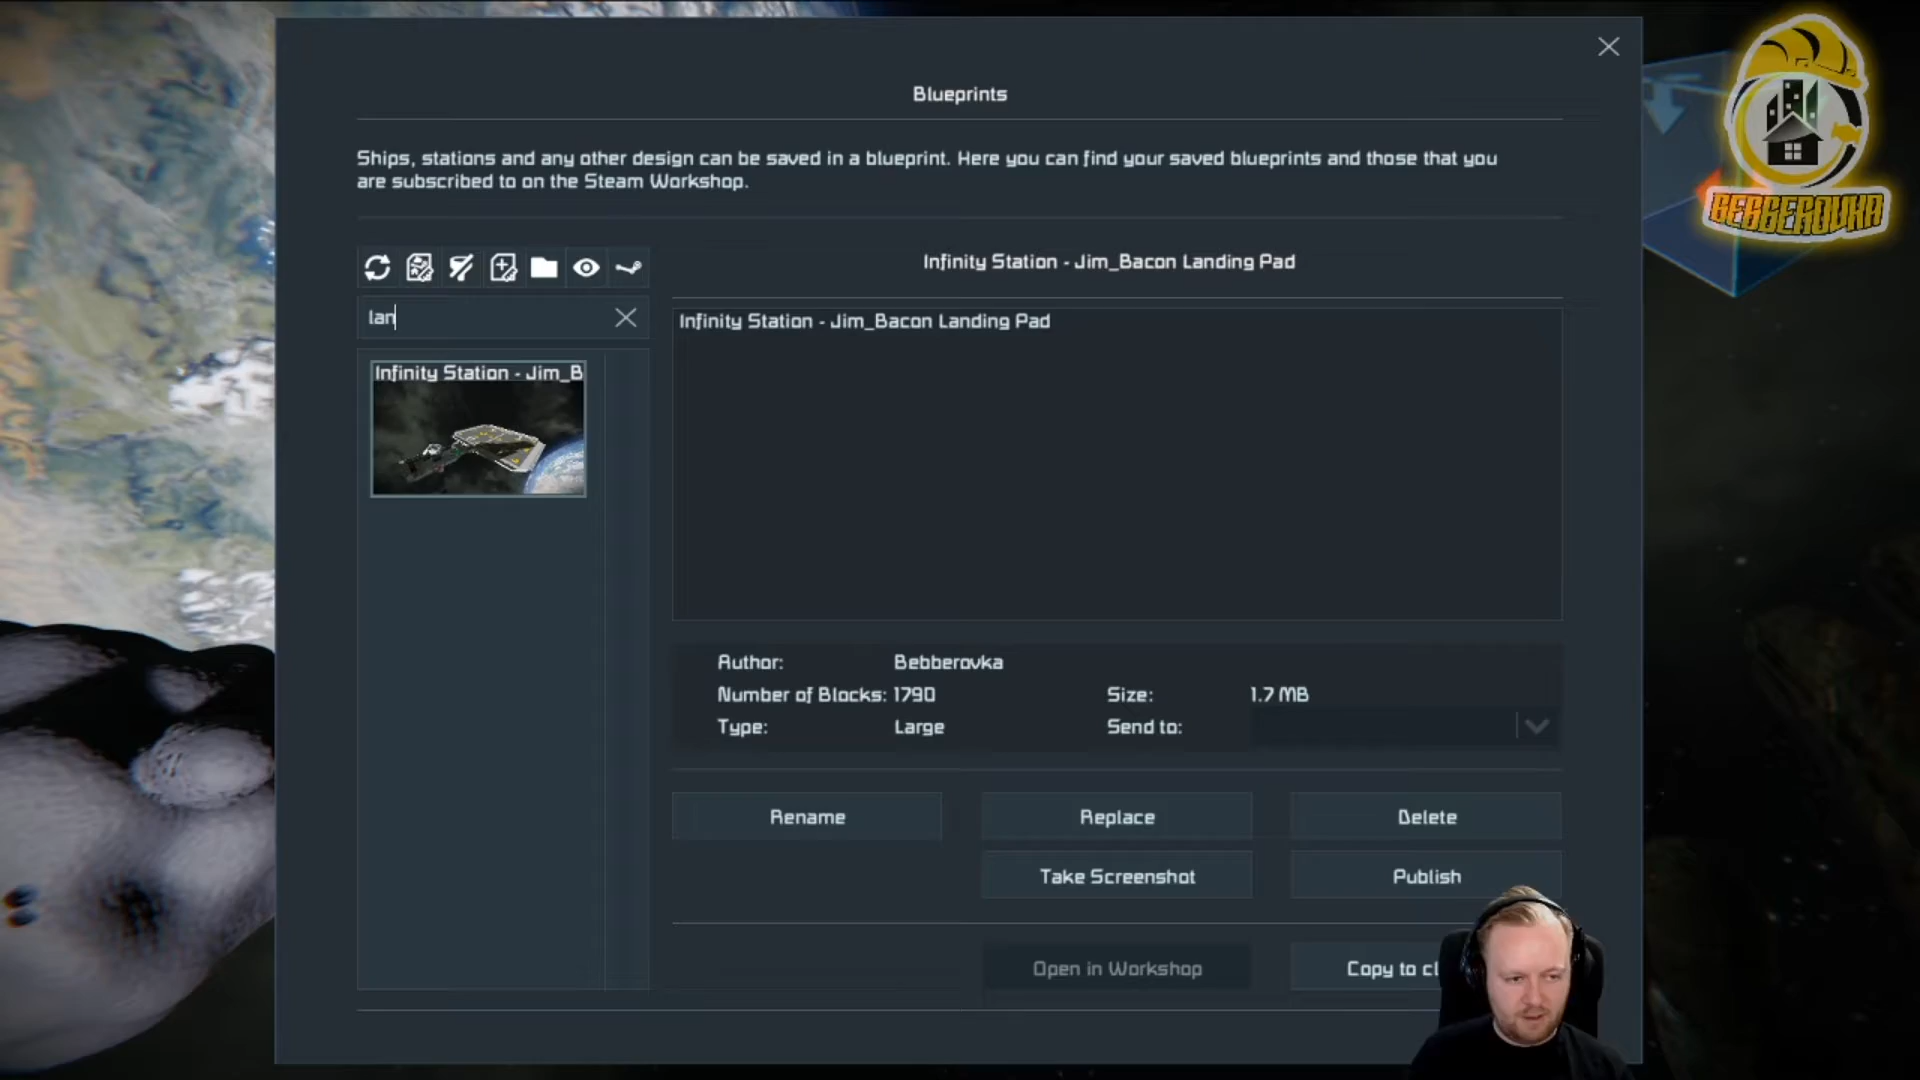 Blueprints
Ships, stations and any other design can be saved in a blueprint. Here you can find your saved blueprints and those that you
are subscribed to on the Steam Workshop.
lan
Infinity Station - Jim_B
Infinity Station - Jim_Bacon Landing Pad
Infinity Station - Jim_Bacon Landing Pad
Author: Bebberovka
Number of Blocks: 1790 Size: 1.7 MB
Type: Large Send to:
Rename Replace Delete
Take Screenshot Publish
Open in Workshop Copy to cl
BEBBEROVKA